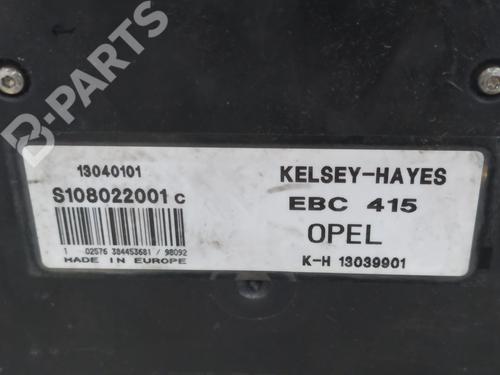 13040101
S108022001 C
1 02576 384453681 / 98092
MADE IN EUROPE
KELSEY-HAYES
EBC 415
OPEL
K-H 13039901
B-PARTS